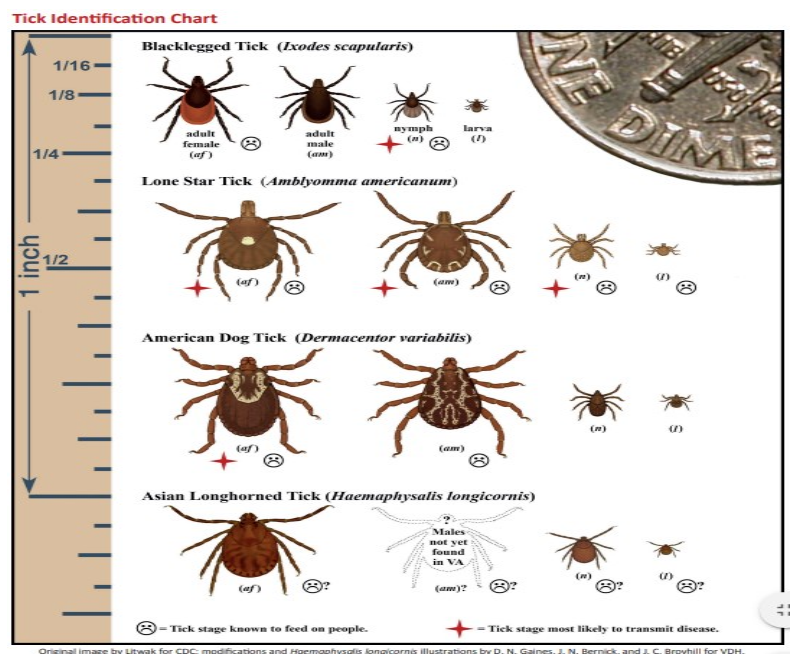 Tick Identification Chart
Blacklegged Tick (Ixodes scapularis)
1/16
1/8
1/4
1/2
1 inch
adult
female
(af)
adult
male
(am)
nymph
(n)
larva
(l)
ONE DIME
Lone Star Tick (Amblyomma americanum)
(af)
(am)
(n)
(l)
American Dog Tick (Dermacentor variabilis)
(af)
(am)
(n)
(l)
Asian Longhorned Tick (Haemaphysalis longicornis)
?
Males
not yet
found
in VA
(af)
?
(am)?
?
(n)
?
(l)
?
= Tick stage known to feed on people.
= Tick stage most likely to transmit disease.
Original image by Litwak for CDC; modifications and Haemaphysalis longicornis illustrations by D. N. Gaines, J. N. Bernick, and J. C. Broyhill for VDH.